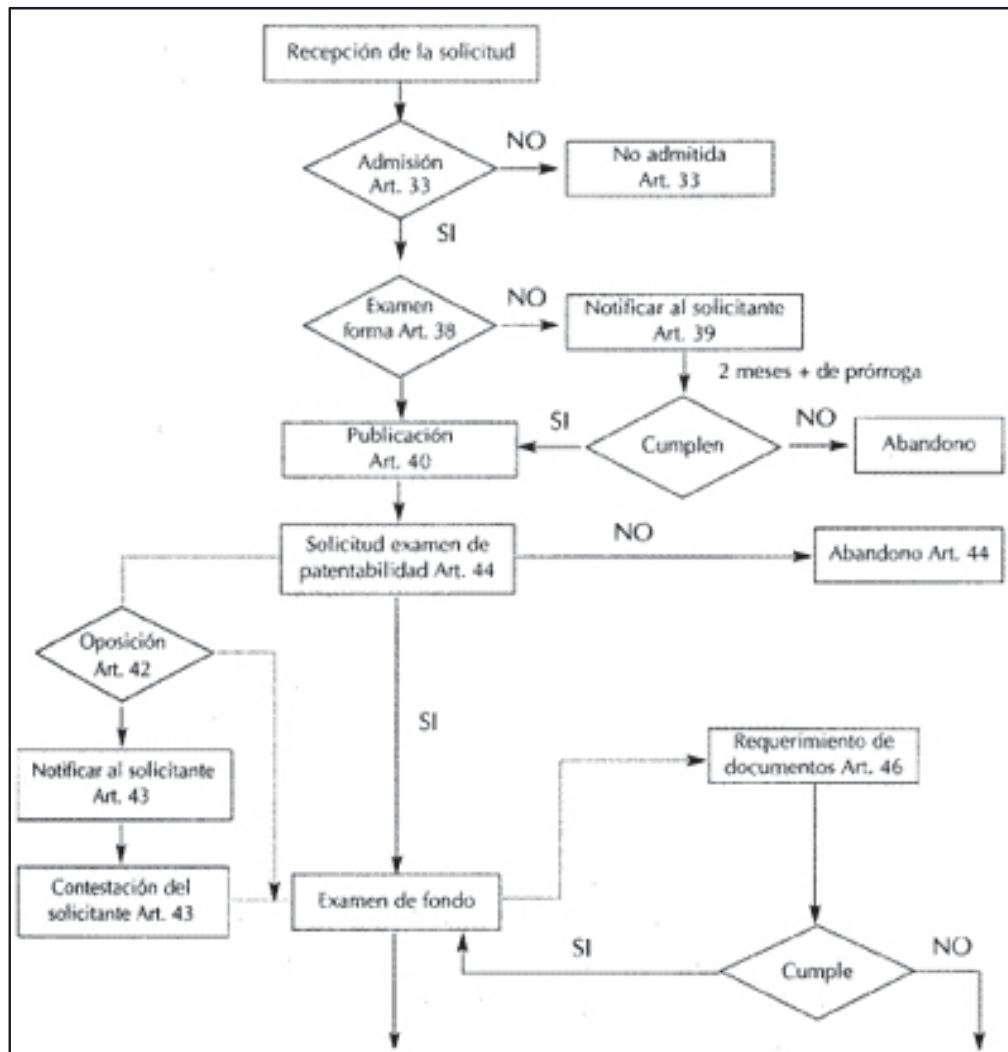 Recepción de la solicitud
Admisión
Art. 33
NO
No admitida
Art. 33
SI
Examen
forma Art. 38
NO
Notificar al solicitante
Art. 39
2 meses + de prórroga
Publicación
Art. 40
SI
Cumplen
NO
Abandono
Solicitud examen de
patentabilidad Art. 44
NO
Abandono Art. 44
Oposición
Art. 42
SI
Notificar al solicitante
Art. 43
Requerimiento de
documentos Art. 46
Contestación del
solicitante Art. 43
Examen de fondo
SI
Cumple
NO